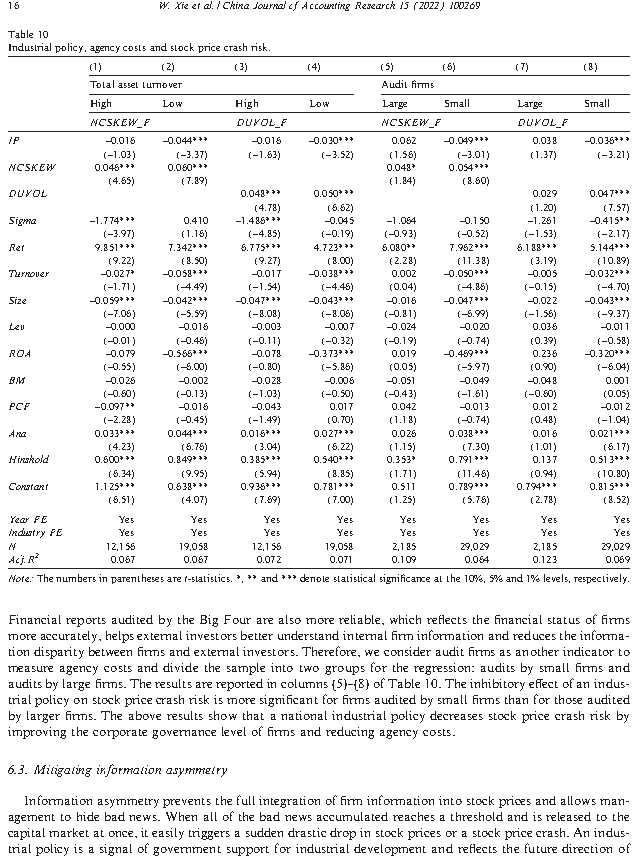 16 W. Xie et al. / China Journal of Accounting Research 15 (2022) 100269
Table 10
Industrial policy, agency costs and stock price crash risk.
(1) (2) (3) (4) (5) (6) (7) (8)
Total asset turnover Audit firms
High Low High Low Large Small Large Small
NCSKEW_F DUVOL_F NCSKEW_F DUVOL_F
IP −0.016 −0.044*** −0.016 −0.030*** 0.062 −0.049*** 0.038 −0.036***
(−1.03) (−3.37) (−1.63) (−3.52) (1.56) (−3.01) (1.37) (−3.21)
NCSKEW 0.046*** 0.060*** 0.048* 0.054***
(4.65) (7.89) (1.84) (8.60)
DUVOL 0.048*** 0.050*** 0.029 0.047***
(4.78) (6.62) (1.20) (7.57)
Sigma −1.774*** 0.410 −1.486*** −0.045 −1.064 −0.150 −1.261 −0.415**
(−3.97) (1.16) (−4.85) (−0.19) (−0.93) (−0.52) (−1.53) (−2.17)
Ret 9.851*** 7.342*** 6.775*** 4.723*** 6.080** 7.962*** 6.188*** 5.144***
(9.22) (8.50) (9.27) (8.00) (2.28) (11.38) (3.19) (10.89)
Turnover −0.027* −0.058*** −0.017 −0.038*** 0.002 −0.050*** −0.005 −0.032***
(−1.71) (−4.49) (−1.54) (−4.46) (0.04) (−4.86) (−0.15) (−4.70)
Size −0.059*** −0.042*** −0.047*** −0.043*** −0.016 −0.047*** −0.022 −0.043***
(−7.06) (−5.59) (−8.08) (−8.06) (−0.81) (−6.99) (−1.56) (−9.37)
Lev −0.000 −0.016 −0.003 −0.007 −0.024 −0.020 0.036 −0.011
(−0.01) (−0.46) (−0.11) (−0.32) (−0.19) (−0.74) (0.39) (−0.58)
ROA −0.079 −0.566*** −0.078 −0.373*** 0.019 −0.469*** 0.236 −0.320***
(−0.55) (−6.00) (−0.80) (−5.86) (0.05) (−5.97) (0.90) (−6.04)
BM −0.026 −0.002 −0.028 −0.006 −0.051 −0.049 −0.048 0.001
(−0.60) (−0.13) (−1.03) (−0.50) (−0.43) (−1.61) (−0.60) (0.05)
PCF −0.097** −0.016 −0.043 0.017 0.042 −0.013 0.012 −0.012
(−2.28) (−0.45) (−1.49) (0.70) (1.18) (−0.74) (0.48) (−1.04)
Ana 0.033*** 0.044*** 0.016*** 0.027*** 0.026 0.038*** 0.016 0.021***
(4.23) (6.76) (3.04) (6.22) (1.15) (7.30) (1.01) (6.17)
Hinshold 0.600*** 0.849*** 0.385*** 0.540*** 0.353* 0.791*** 0.137 0.513***
(6.34) (9.95) (5.94) (8.85) (1.71) (11.46) (0.94) (10.80)
Constant 1.125*** 0.638*** 0.936*** 0.781*** 0.511 0.789*** 0.794*** 0.815***
(6.51) (4.07) (7.69) (7.00) (1.25) (5.76) (2.78) (8.52)
Year FE Yes Yes Yes Yes Yes Yes Yes Yes
Industry FE Yes Yes Yes Yes Yes Yes Yes Yes
N 12,156 19,058 12,156 19,058 2,185 29,029 2,185 29,029
Adj. R² 0.067 0.067 0.072 0.071 0.109 0.064 0.123 0.069
Note: The numbers in parentheses are t-statistics. *, ** and *** denote statistical significance at the 10%, 5% and 1% levels, respectively.
Financial reports audited by the Big Four are also more reliable, which reflects the financial status of firms
more accurately, helps external investors better understand internal firm information and reduces the informa-
tion disparity between firms and external investors. Therefore, we consider audit firms as another indicator to
measure agency costs and divide the sample into two groups for the regression: audits by small firms and
audits by large firms. The results are reported in columns (5)–(8) of Table 10. The inhibitory effect of an indus-
trial policy on stock price crash risk is more significant for firms audited by small firms than for those audited
by larger firms. The above results show that a national industrial policy decreases stock price crash risk by
improving the corporate governance level of firms and reducing agency costs.
6.3. Mitigating information asymmetry
Information asymmetry prevents the full integration of firm information into stock prices and allows man-
agement to hide bad news. When all of the bad news accumulated reaches a threshold and is released to the
capital market at once, it easily triggers a sudden drastic drop in stock prices or a stock price crash. An indus-
trial policy is a signal of government support for industrial development and reflects the future direction of